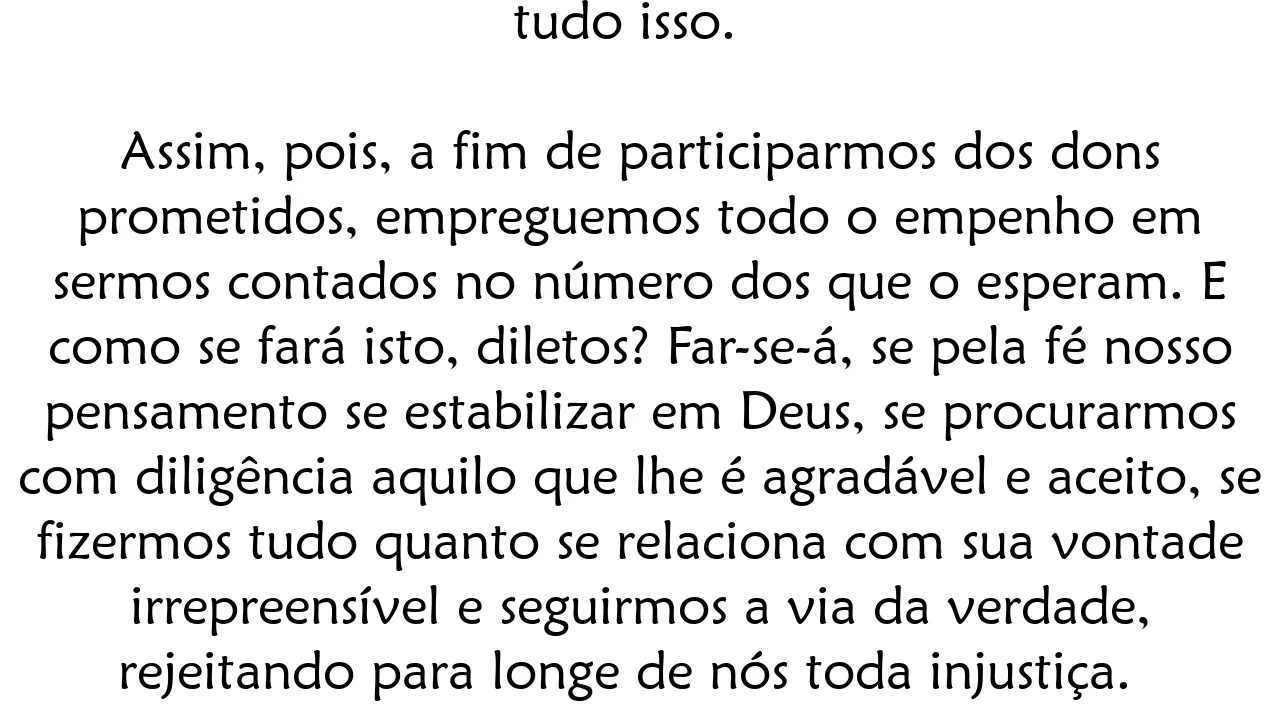 tudo isso.
Assim, pois, a fim de participarmos dos dons
prometidos, empreguemos todo o empenho em
sermos contados no número dos que o esperam. E
como se fará isto, diletos? Far-se-á, se pela fé nosso
pensamento se estabilizar em Deus, se procurarmos
com diligência aquilo que lhe é agradável e aceito, se
fizermos tudo quanto se relaciona com sua vontade
irrepreensível e seguirmos a via da verdade,
rejeitando para longe de nós toda injustiça.